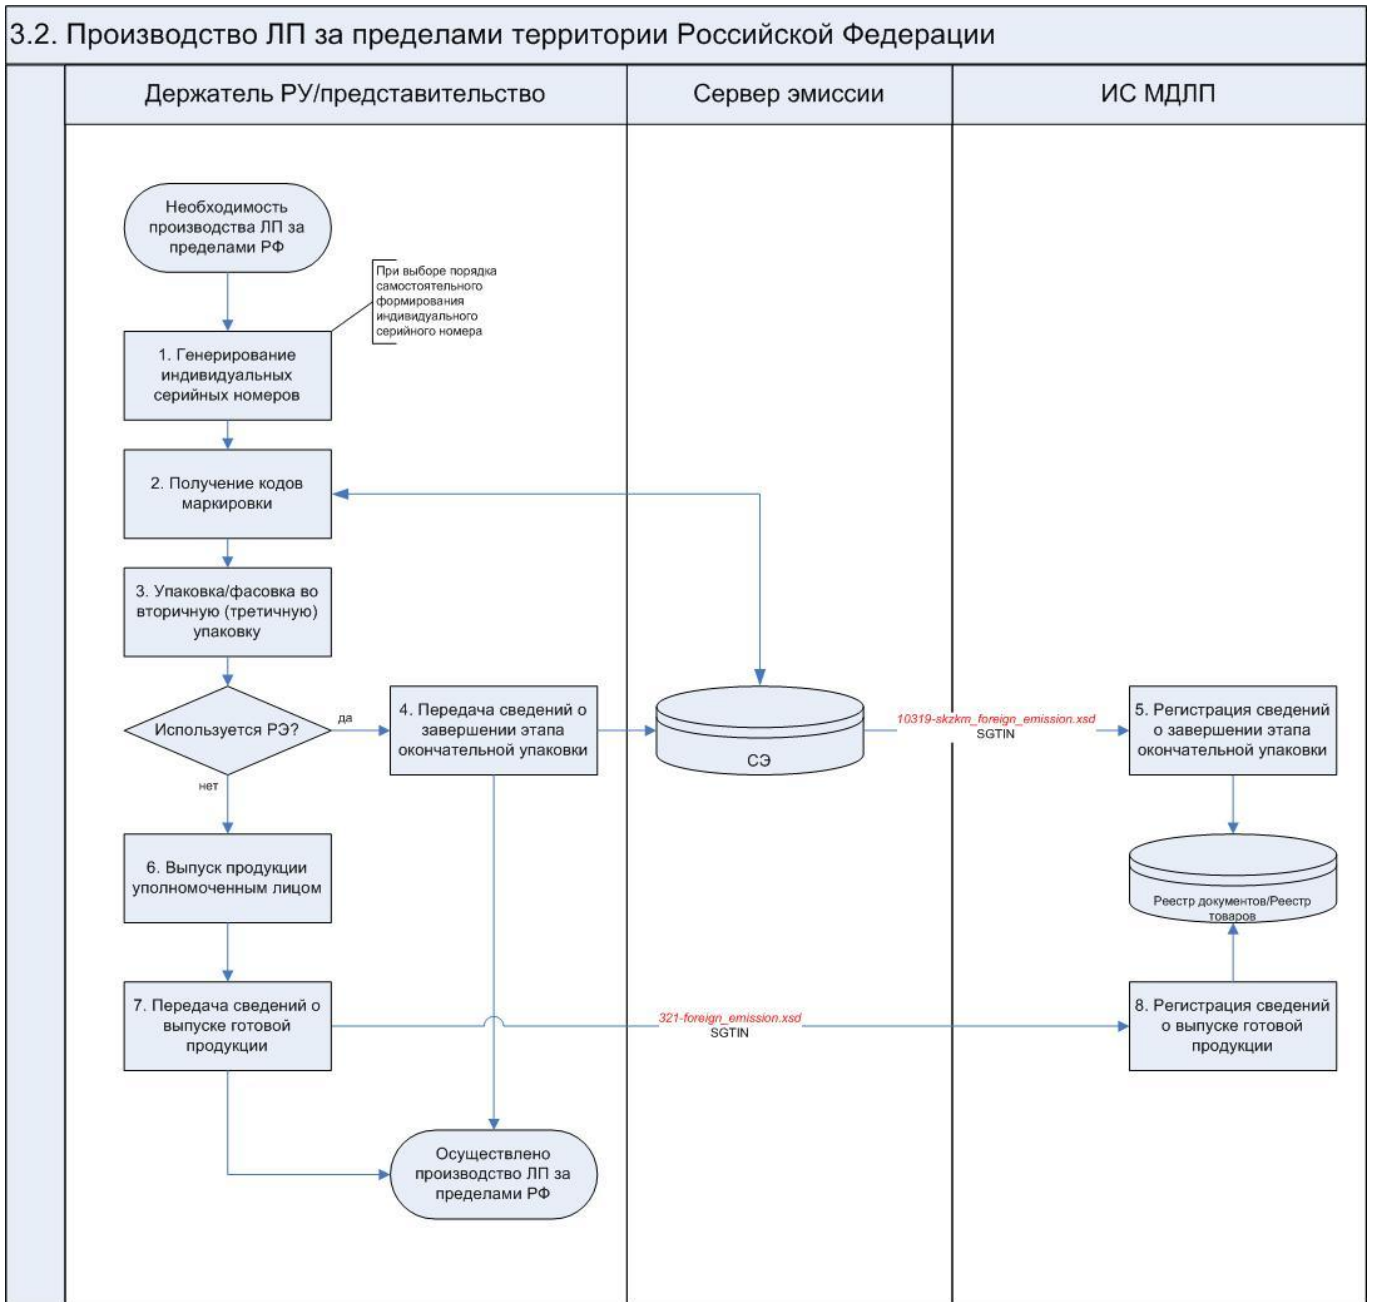 3.2. Производство ЛП за пределами территории Российской Федерации
Держатель РУ/представительство
Сервер эмиссии
ИС МДЛП
Необходимость
производства ЛП за
пределами РФ
При выборе порядка
самостоятельного
формирования
индивидуального
серийного номера
1. Генерирование
индивидуальных
серийных номеров
2. Получение кодов
маркировки
3. Упаковка/фасовка во
вторичную (третичную)
упаковку
Используется РЭ?
да
нет
4. Передача сведений о
завершении этапа
окончательной упаковки
СЭ
10319-skzkm_foreign_emission.xsd
SGTIN
5. Регистрация сведений
о завершении этапа
окончательной упаковки
Реестр документов/Реестр
товаров
6. Выпуск продукции
уполномоченным лицом
7. Передача сведений о
выпуске готовой
продукции
321-foreign_emission.xsd
SGTIN
8. Регистрация сведений
о выпуске готовой
продукции
Осуществлено
производство ЛП за
пределами РФ